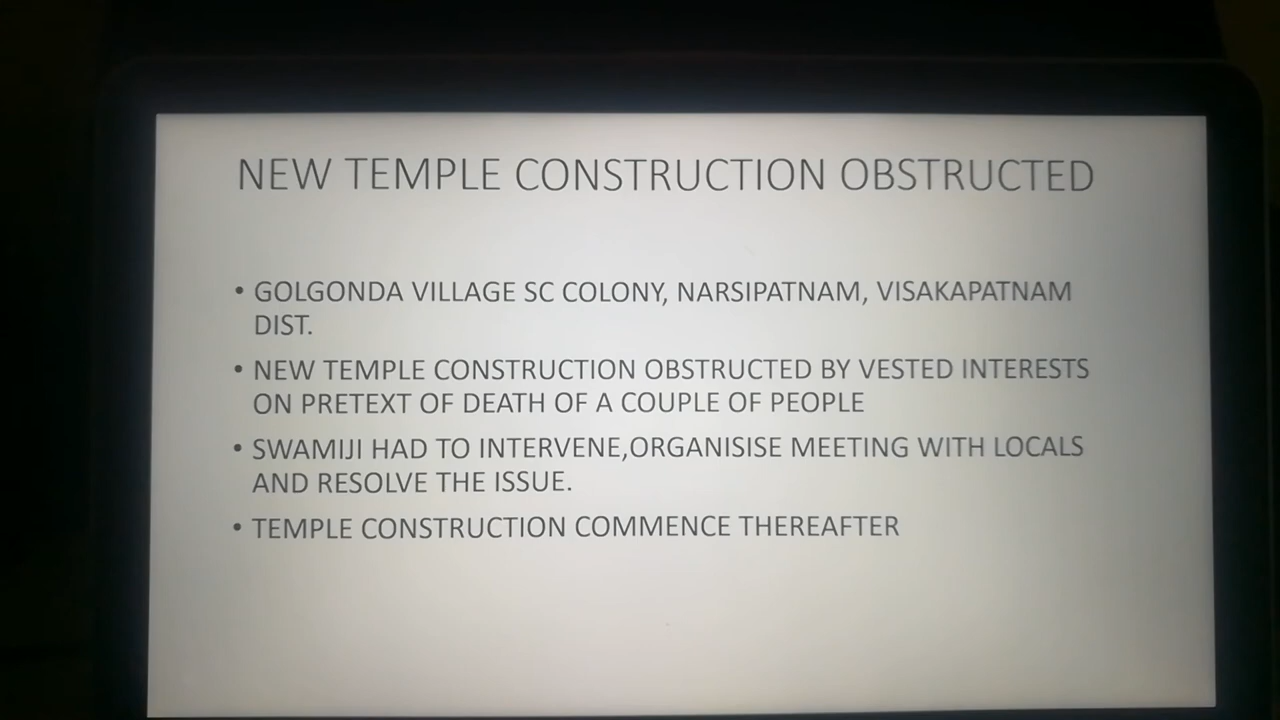 NEW TEMPLE CONSTRUCTION OBSTRUCTED
• GOLGONDA VILLAGE SC COLONY, NARSIPATNAM, VISAKAPATNAM
DIST.
• NEW TEMPLE CONSTRUCTION OBSTRUCTED BY VESTED INTERESTS
ON PRETEXT OF DEATH OF A COUPLE OF PEOPLE
• SWAMIJI HAD TO INTERVENE,ORGANISISE MEETING WITH LOCALS
AND RESOLVE THE ISSUE.
• TEMPLE CONSTRUCTION COMMENCE THEREAFTER